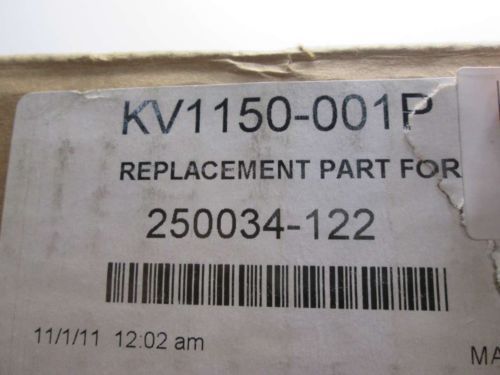 KV1150-001P
REPLACEMENT PART FOR
250034-122
11/1/11 12:02 am
MA